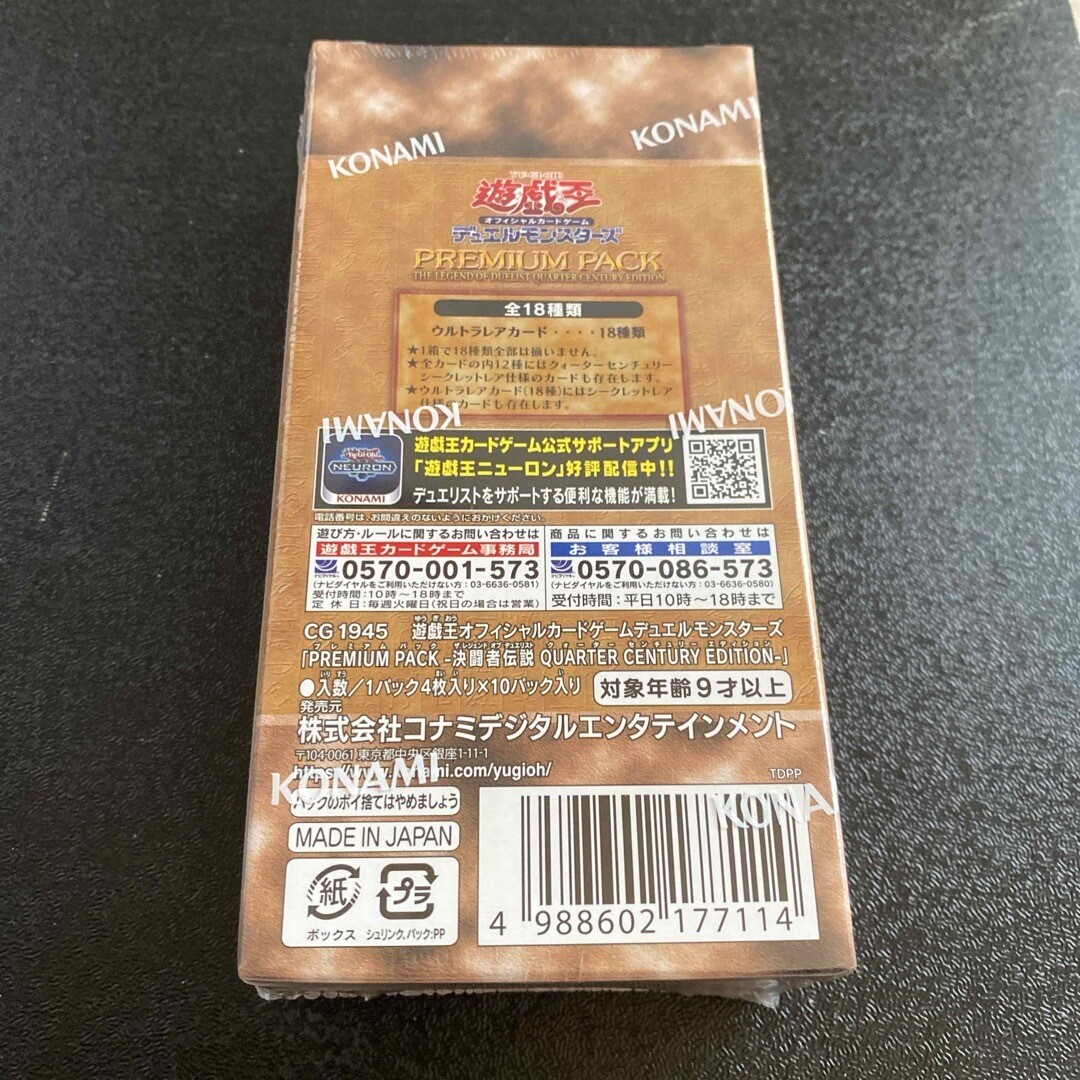 KONAMI
KONAMI
YU-GI-OH!
遊戯王
オフィシャルカードゲーム
デュエルモンスターズ
PREMIUM PACK
THE LEGEND OF DUELIST QUARTER CENTURY EDITION
全18種類
ウルトラレアカード・・・・18種類
★1箱で18種類全部は揃いません。
★全カードの内12種にはクォーターセンチュリー
シークレットレア仕様のカードも存在します。
★ウルトラレアカード(18種)にはシークレットレア
仕様のカードも存在します。
KONAMI
KONAMI
Yu-Gi-Oh!
NEURON
KONAMI
遊戯王カードゲーム公式サポートアプリ
「遊戯王ニューロン」好評配信中!!
デュエリストをサポートする便利な機能が満載!
電話番号は、お間違えのないようにおかけください。
遊び方・ルールに関するお問い合わせは
遊戯王カードゲーム事務局
ナビダイヤル
0570-001-573
(ナビダイヤルをご利用いただけない方：03-6636-0581)
受付時間：10時〜18時まで
定休日：毎週火曜日(祝日の場合は営業)
商品に関するお問い合わせは
お客様相談室
ナビダイヤル
0570-086-573
(ナビダイヤルをご利用いただけない方：03-6636-0580)
受付時間：平日10時〜18時まで
CG1945 遊戯王オフィシャルカードゲームデュエルモンスターズ
「PREMIUM PACK -決闘者伝説 QUARTER CENTURY EDITION-」
●入数/1パック4枚入り×10パック入り
対象年齢9才以上
発売元
株式会社コナミデジタルエンタテインメント
〒104-0061 東京都中央区銀座1-11-1
https://www.konami.com/yugioh/
TDPP
KONAMI
KONA
パックのポイ捨てはやめましょう
MADE IN JAPAN
紙
ボックス
プラ
シュリンク,パック:PP
4 988602 177114